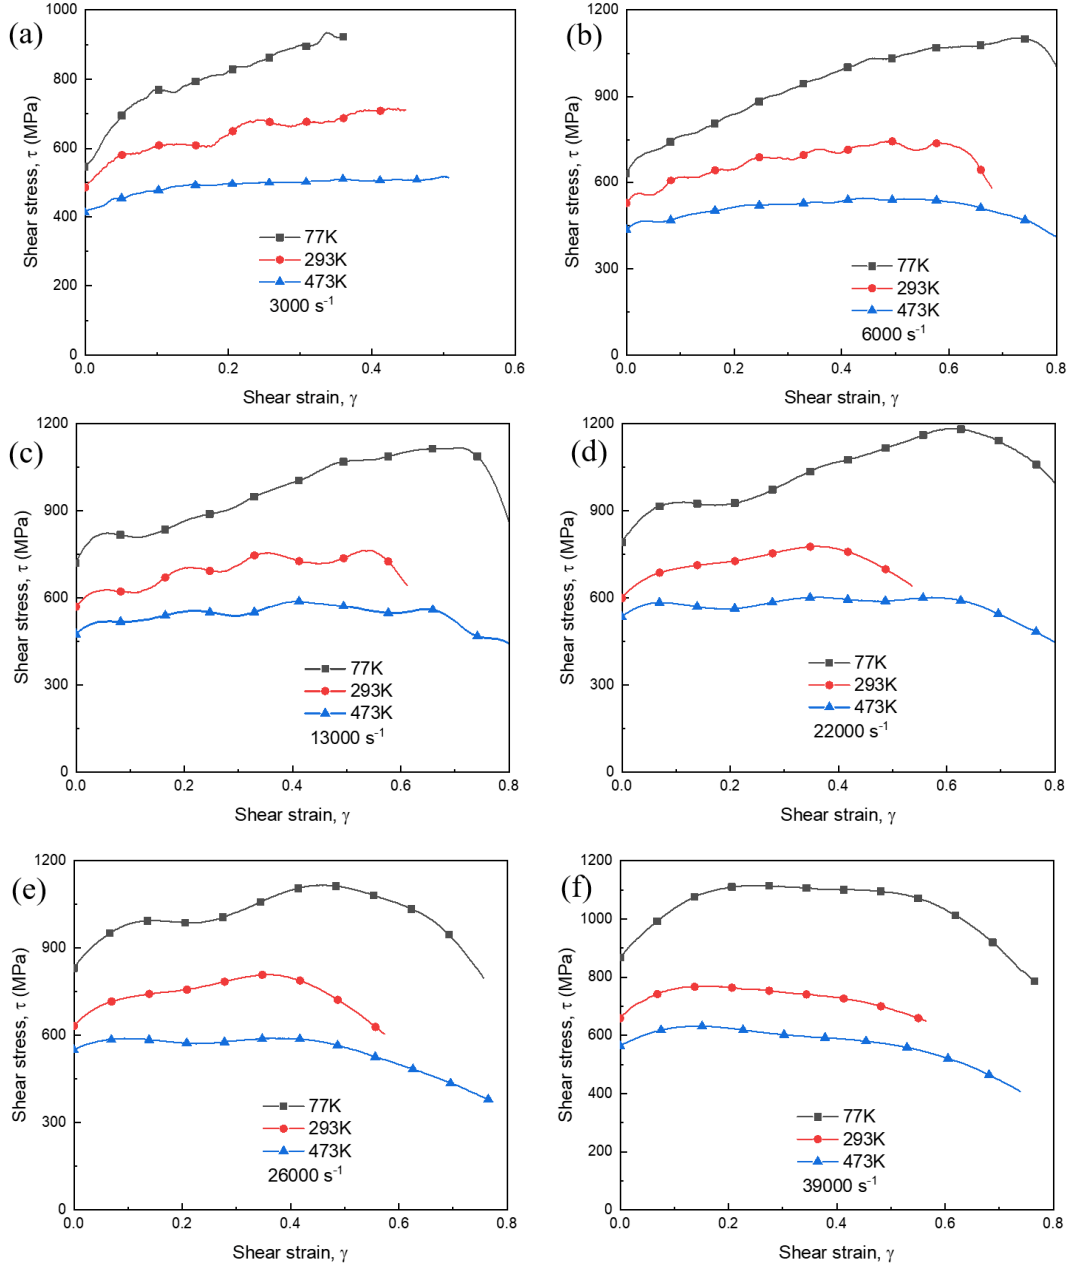 (a)
1000
800
600
400
200
0
Shear stress, τ (MPa)
77K
293K
473K
3000 s-1
0.0 0.2 0.4 0.6
Shear strain, γ
(b)
1200
900
600
300
0
Shear stress, τ (MPa)
77K
293K
473K
6000 s-1
0.0 0.2 0.4 0.6 0.8
Shear strain, γ
(c)
1200
900
600
300
0
Shear stress, τ (MPa)
77K
293K
473K
13000 s-1
0.0 0.2 0.4 0.6 0.8
Shear strain, γ
(d)
1200
900
600
300
0
Shear stress, τ (MPa)
77K
293K
473K
22000 s-1
0.0 0.2 0.4 0.6 0.8
Shear strain, γ
(e)
1200
900
600
300
0
Shear stress, τ (MPa)
77K
293K
473K
26000 s-1
0.0 0.2 0.4 0.6 0.8
Shear strain, γ
(f)
1200
1000
800
600
400
200
0
Shear stress, τ (MPa)
77K
293K
473K
39000 s-1
0.0 0.2 0.4 0.6 0.8
Shear strain, γ